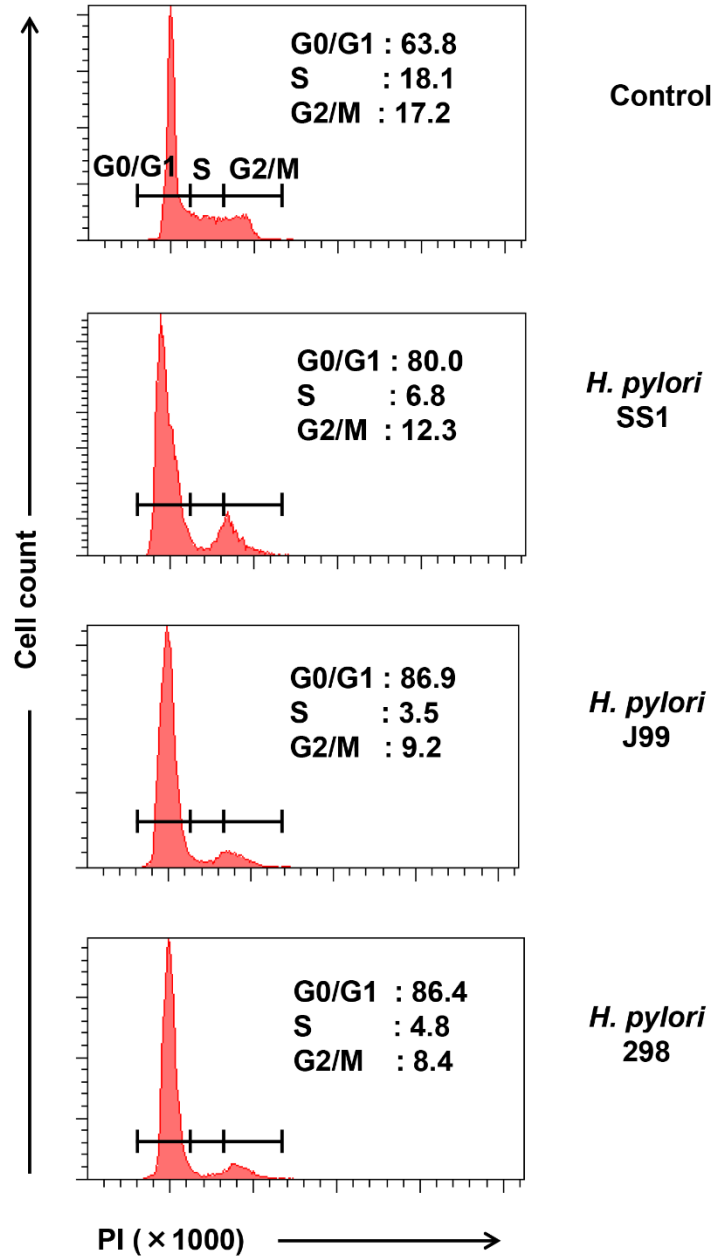 G0/G1 : 63.8
S : 18.1
G2/M : 17.2
Control
G0/G1 S G2/M
G0/G1 : 80.0
S : 6.8
G2/M : 12.3
H. pylori
SS1
Cell count
G0/G1 : 86.9
S : 3.5
G2/M : 9.2
H. pylori
J99
G0/G1 : 86.4
S : 4.8
G2/M : 8.4
H. pylori
298
PI (×1000)